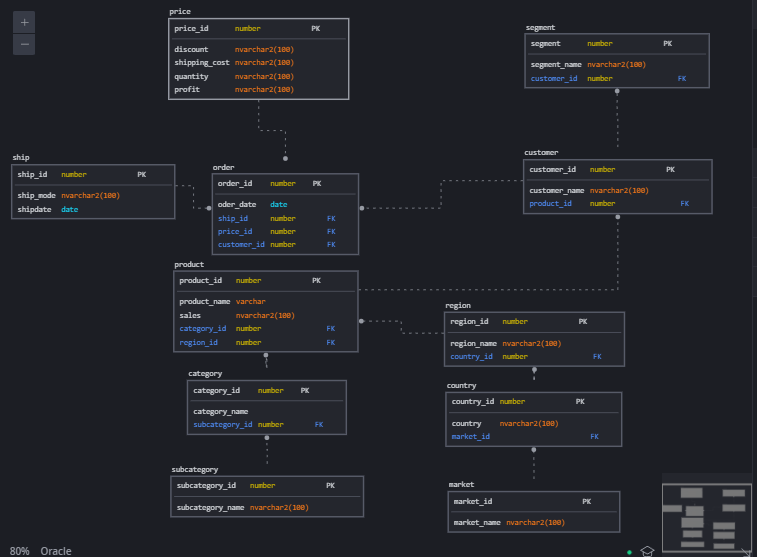 +
−
price
price_id number PK
discount nvarchar2(100)
shipping_cost nvarchar2(100)
quantity nvarchar2(100)
profit nvarchar2(100)
segment
segment number PK
segment_name nvarchar2(100)
customer_id number FK
ship
ship_id number PK
ship_mode nvarchar2(100)
shipdate date
order
order_id number PK
oder_date date
ship_id number FK
price_id number FK
customer_id number FK
customer
customer_id number PK
customer_name nvarchar2(100)
product_id number FK
product
product_id number PK
product_name varchar
sales nvarchar2(100)
category_id number FK
region_id number FK
region
region_id number PK
region_name nvarchar2(100)
country_id number FK
category
category_id number PK
category_name
subcategory_id number FK
country
country_id number PK
country nvarchar2(100)
market_id FK
subcategory
subcategory_id number PK
subcategory_name nvarchar2(100)
market
market_id PK
market_name nvarchar2(100)
80% Oracle